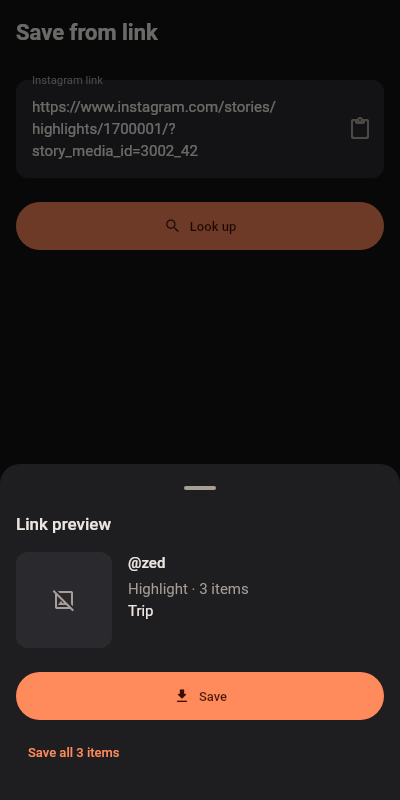 Save from link
Instagram link
https://www.instagram.com/stories/
highlights/1700001/?
story_media_id=3002_42
Look up
Link preview
@zed
Highlight · 3 items
Trip
Save
Save all 3 items